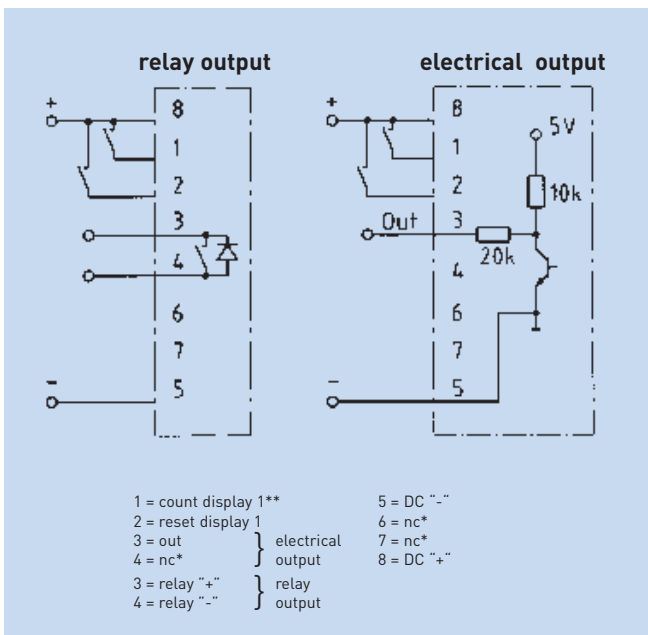 relay output
+
8
1
2
3
4
6
7
5
-
electrical output
+
8
1
2
Out 3
4
6
7
5
-
5V
10k
20k
1 = count display 1**
2 = reset display 1
3 = out } electrical
4 = nc* output
3 = relay "+" } relay
4 = relay "-" output
5 = DC "-"
6 = nc*
7 = nc*
8 = DC "+"